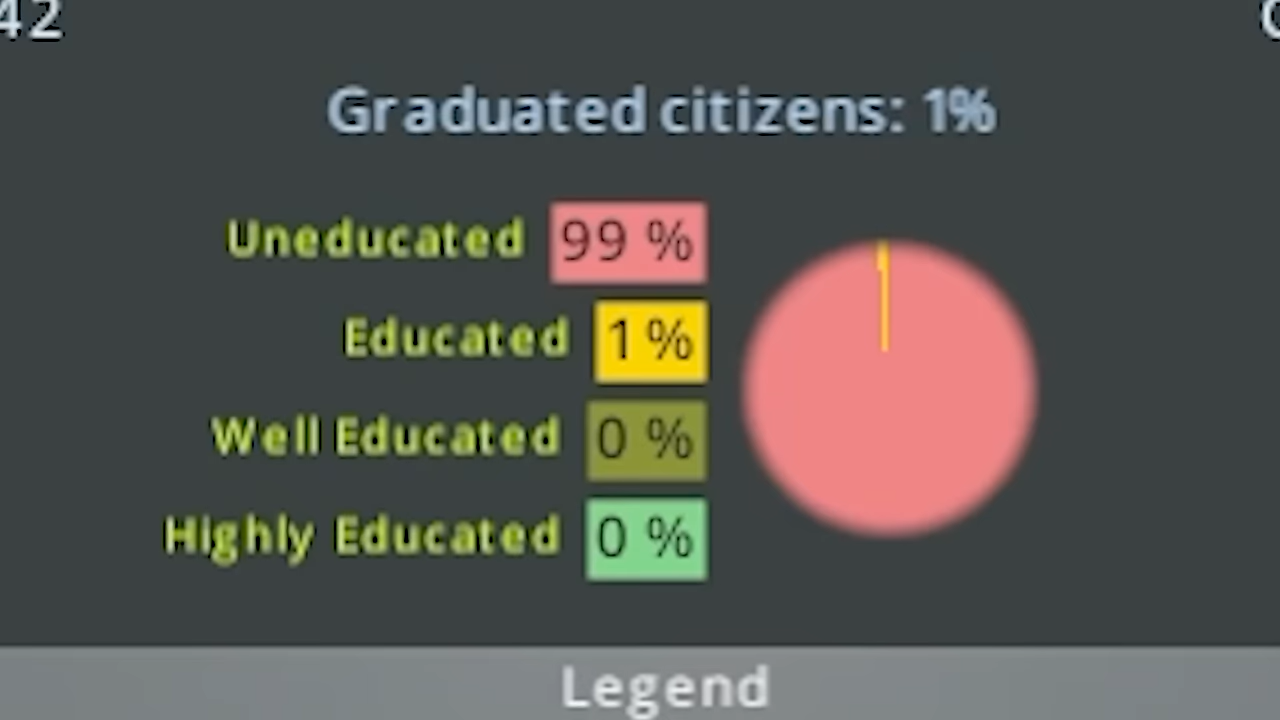 42
Graduated citizens: 1%
Uneducated 99 %
Educated 1 %
Well Educated 0 %
Highly Educated 0 %
Legend